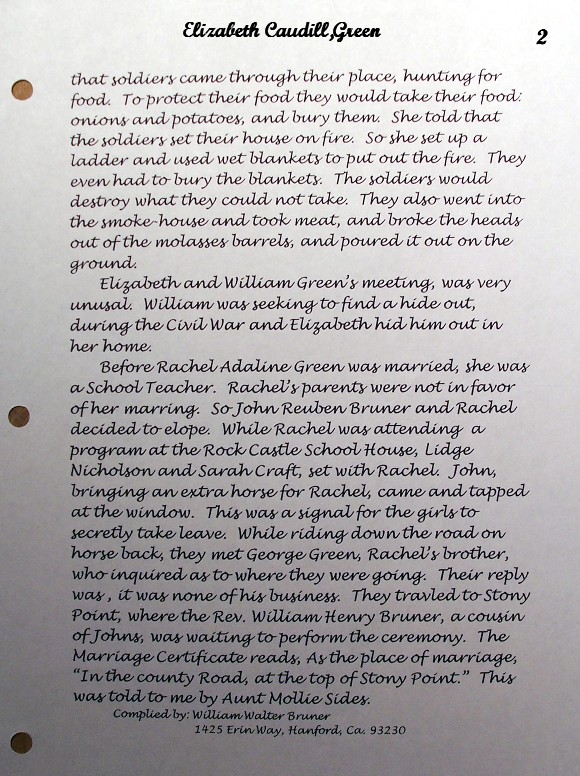 Elizabeth Caudill,Green
2
that soldiers came through their place, hunting for
food. To protect their food they would take their food:
onions and potatoes, and bury them. She told that
the soldiers set their house on fire. So she set up a
ladder and used wet blankets to put out the fire. They
even had to bury the blankets. The soldiers would
destroy what they could not take. They also went into
the smoke-house and took meat, and broke the heads
out of the molasses barrels, and poured it out on the
ground.
Elizabeth and William Green's meeting, was very
unusal. William was seeking to find a hide out,
during the Civil War and Elizabeth hid him out in
her home.
Before Rachel Adaline Green was married, she was
a School Teacher. Rachel's parents were not in favor
of her marring. So John Reuben Bruner and Rachel
decided to elope. While Rachel was attending a
program at the Rock Castle School House, Lidge
Nicholson and Sarah Craft, set with Rachel. John,
bringing an extra horse for Rachel, came and tapped
at the window. This was a signal for the girls to
secretly take leave. While riding down the road on
horse back, they met George Green, Rachel's brother,
who inquired as to where they were going. Their reply
was , it was none of his business. They travled to Stony
Point, where the Rev. William Henry Bruner, a cousin
of Johns, was waiting to perform the ceremony. The
Marriage Certificate reads, As the place of marriage,
"In the county Road, at the top of Stony Point." This
was told to me by Aunt Mollie Sides.
Complied by: William Walter Bruner
1425 Erin Way, Hanford, Ca. 93230